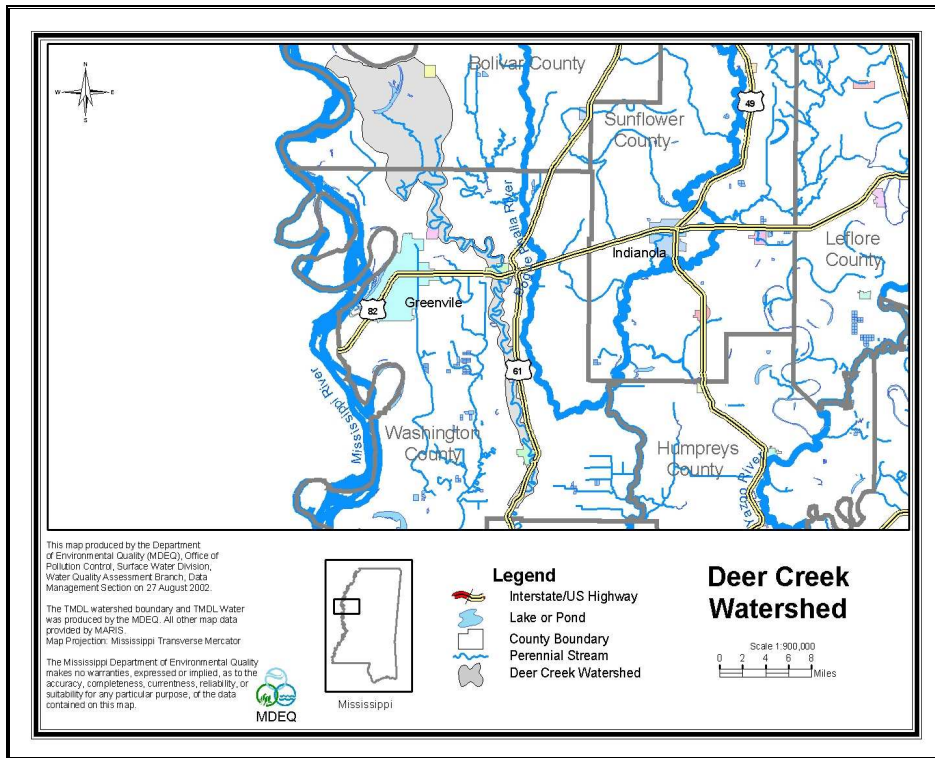 N
W
E
S
Bolivar County
49
Sunflower
County
Bogue Phalia River
Leflore
County
Indianola
Greenvile
82
61
Mississippi River
Washington
County
Humpreys
County
Yazoo River
This map produced by the Department
of Environmental Quality (MDEQ), Office of
Pollution Control, Surface Water Division,
Water Quality Assessment Branch, Data
Management Section on 27 August 2002.
The TMDL watershed boundary and TMDL Water
was produced by the MDEQ. All other map data
provided by MARIS.
Map Projection: Mississippi Transverse Mercator
The Mississippi Department of Environmental Quality
makes no warranties, expressed or implied, as to the
accuracy, completeness, currentness, reliability, or
suitability for any particular purpose, of the data
contained on this map.
MDEQ
Mississippi
Legend
Interstate/US Highway
Lake or Pond
County Boundary
Perennial Stream
Deer Creek Watershed
Deer Creek
Watershed
Scale 1:900,000
0 2 4 6 8
Miles